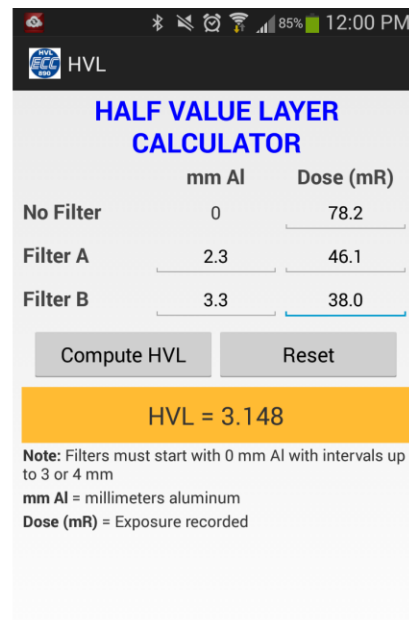 85% 12:00 PM
HVL ECC 890 HVL
HALF VALUE LAYER
CALCULATOR
mm Al Dose (mR)
No Filter 0 78.2
Filter A 2.3 46.1
Filter B 3.3 38.0
Compute HVL Reset
HVL = 3.148
Note: Filters must start with 0 mm Al with intervals up
to 3 or 4 mm
mm Al = millimeters aluminum
Dose (mR) = Exposure recorded